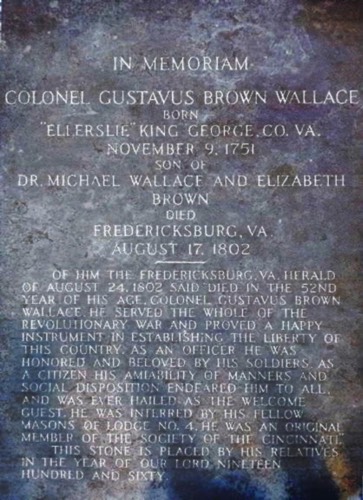 IN MEMORIAM
COLONEL GUSTAVUS BROWN WALLACE
BORN
"ELLERSLIE" KING GEORGE, CO. VA.
NOVEMBER 9, 1751
SON OF
DR. MICHAEL WALLACE AND ELIZABETH
BROWN
DIED
FREDERICKSBURG, VA.
AUGUST 17, 1802
OF HIM THE FREDERICKSBURG, VA. HERALD
OF AUGUST 24, 1802 SAID DIED IN THE 52ND
YEAR OF HIS AGE, COLONEL GUSTAVUS BROWN
WALLACE. HE SERVED THE WHOLE OF THE
REVOLUTIONARY WAR AND PROVED A HAPPY
INSTRUMENT IN ESTABLISHING THE LIBERTY OF
THIS COUNTRY: AS AN OFFICER HE WAS
HONORED AND BELOVED BY HIS SOLDIERS, AS
A CITIZEN HIS AMIABILITY OF MANNERS AND
SOCIAL DISPOSITION ENDEARED HIM TO ALL,
AND WAS EVER HAILED AS THE WELCOME
GUEST. HE WAS INTERRED BY HIS FELLOW
MASONS OF LODGE NO. 4. HE WAS AN ORIGINAL
MEMBER OF THE SOCIETY OF THE CINCINNATI.
THIS STONE IS PLACED BY HIS RELATIVES
IN THE YEAR OF OUR LORD NINETEEN
HUNDRED AND SIXTY